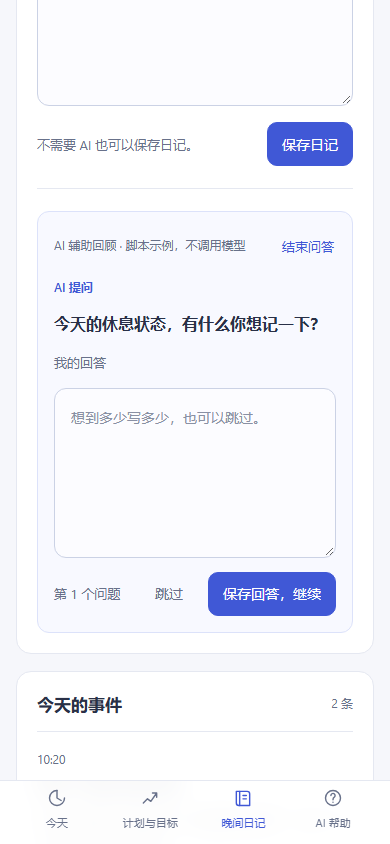 不需要 AI 也可以保存日记。
保存日记
AI 辅助回顾 · 脚本示例，不调用模型
结束问答
AI 提问
今天的休息状态，有什么你想记一下？
我的回答
想到多少写多少，也可以跳过。
第 1 个问题
跳过
保存回答，继续
今天的事件
2 条
10:20
今天
计划与目标
晚间日记
AI 帮助